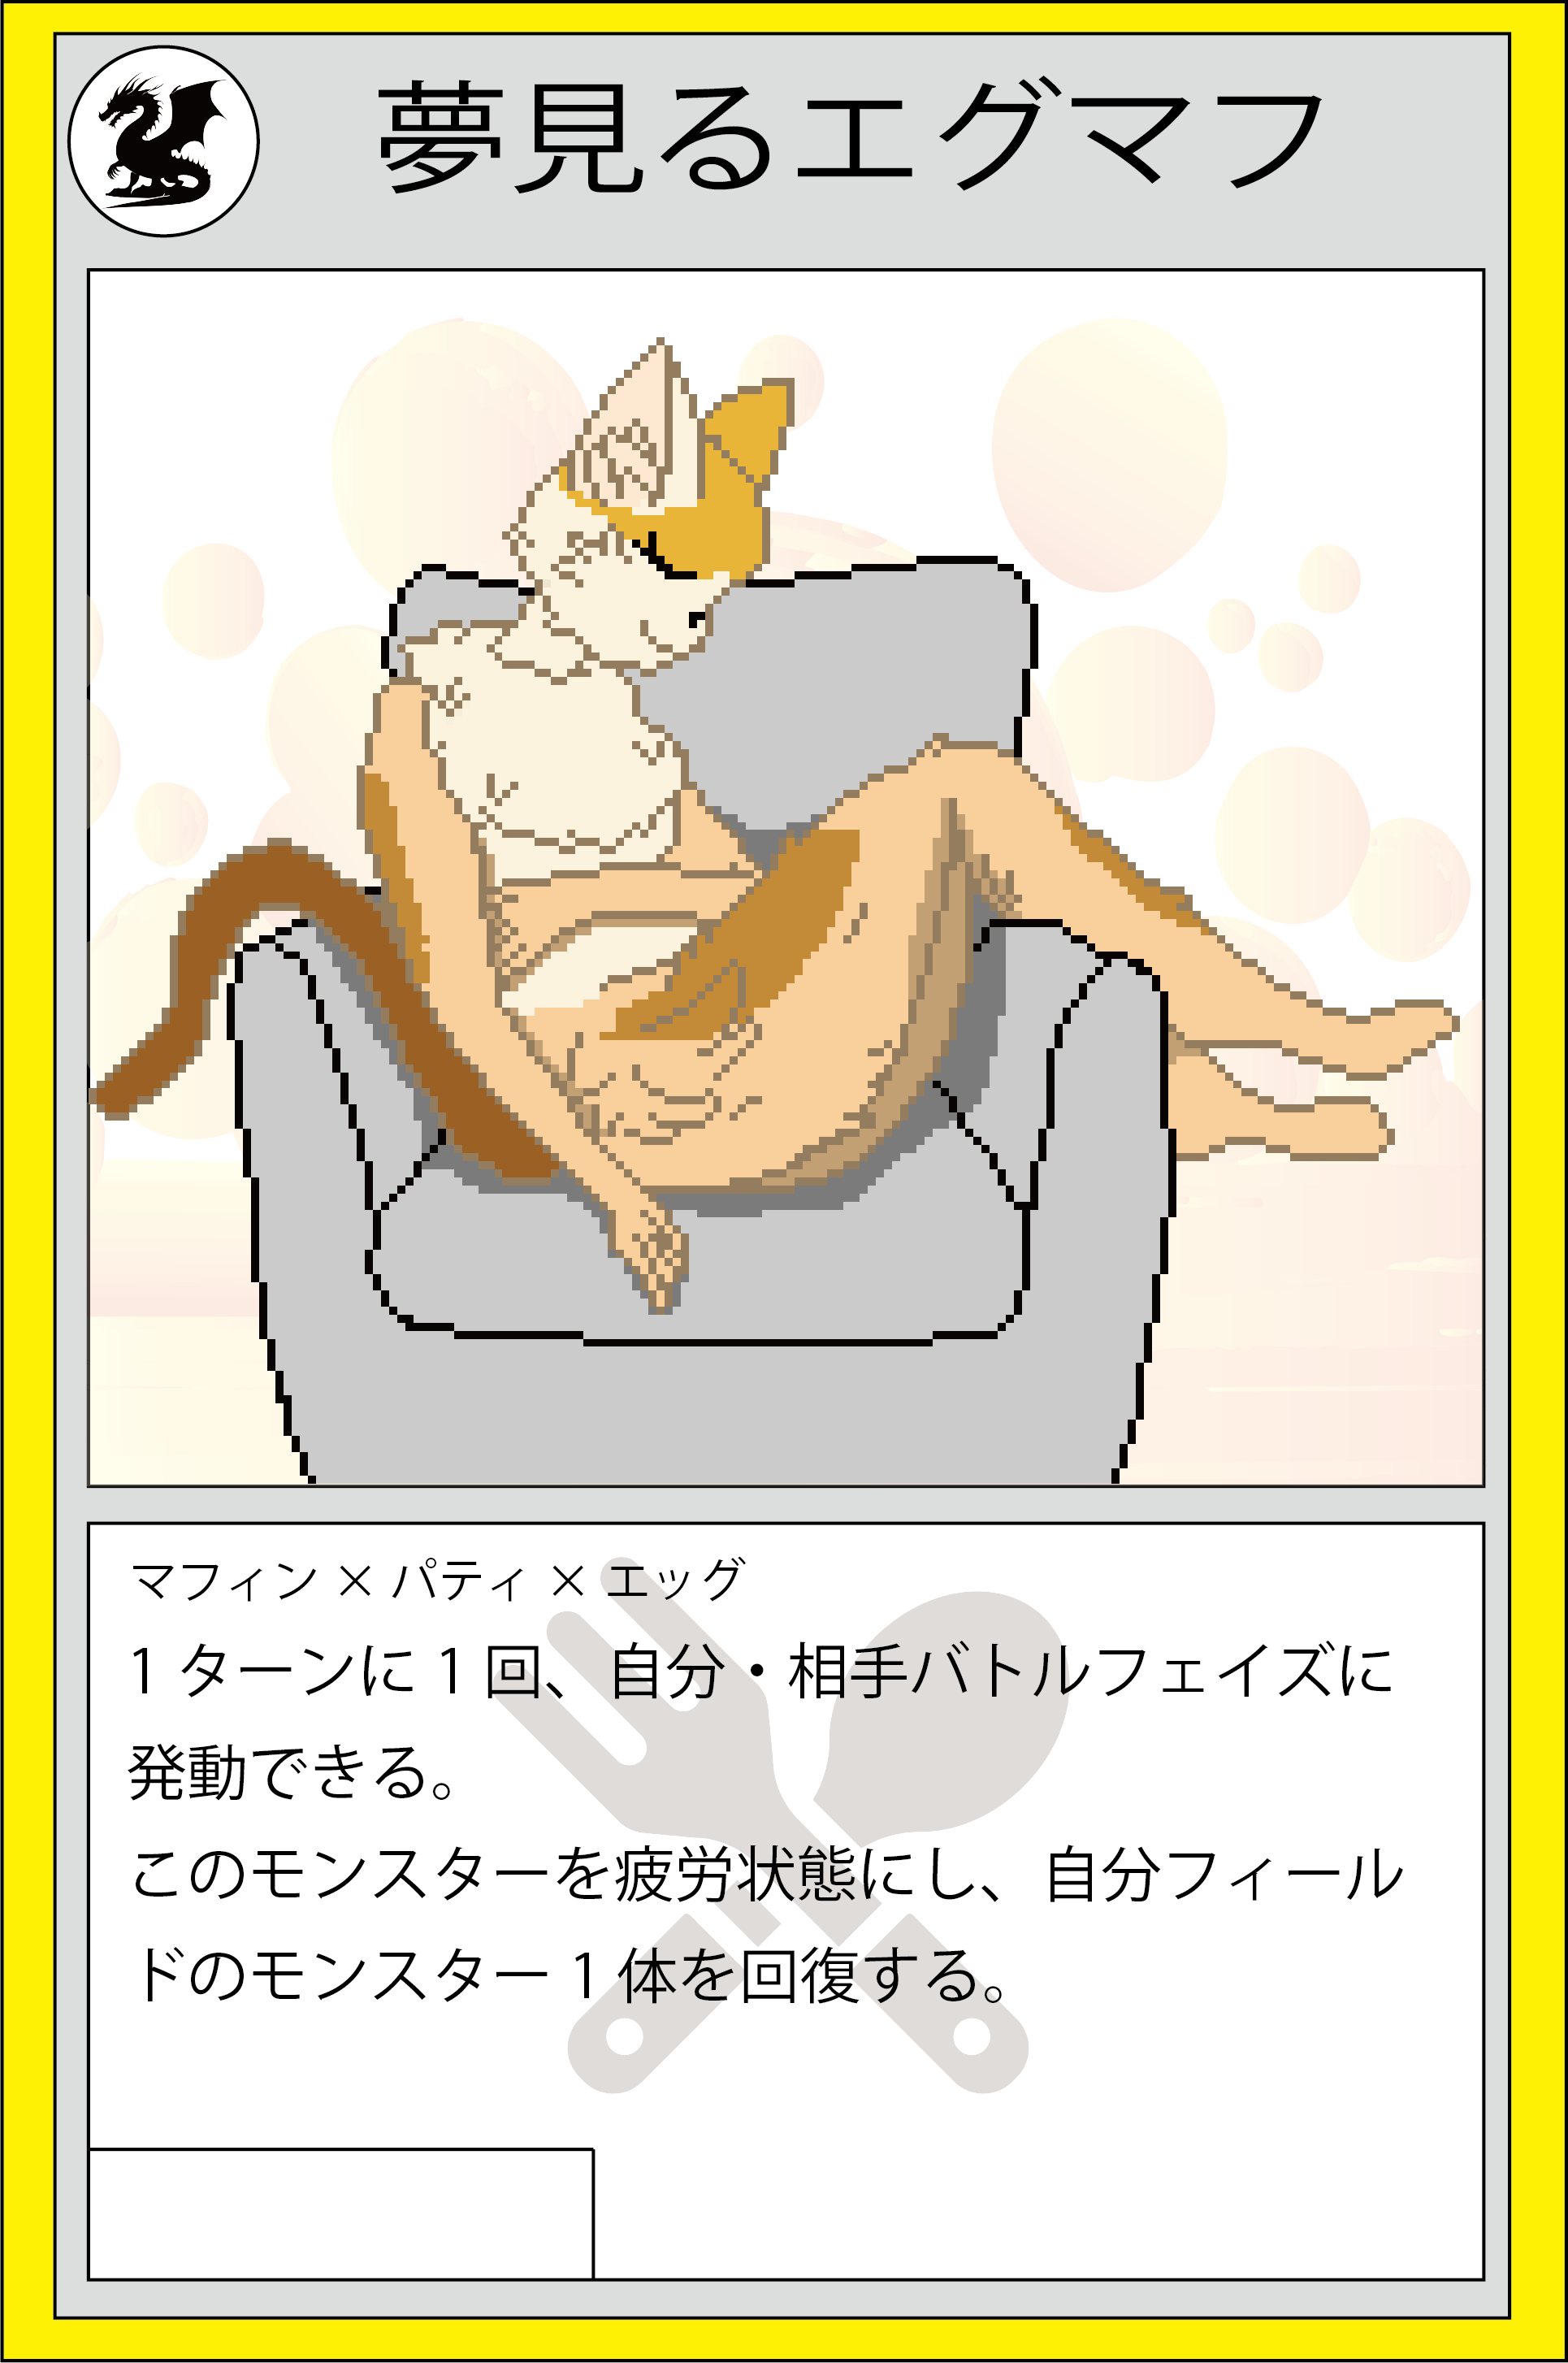 夢見るエグマフ
マフィン × パティ × エッグ
1 ターンに 1 回、自分・相手バトルフェイズに
発動できる。
このモンスターを疲労状態にし、自分フィール
ドのモンスター 1 体を回復する。